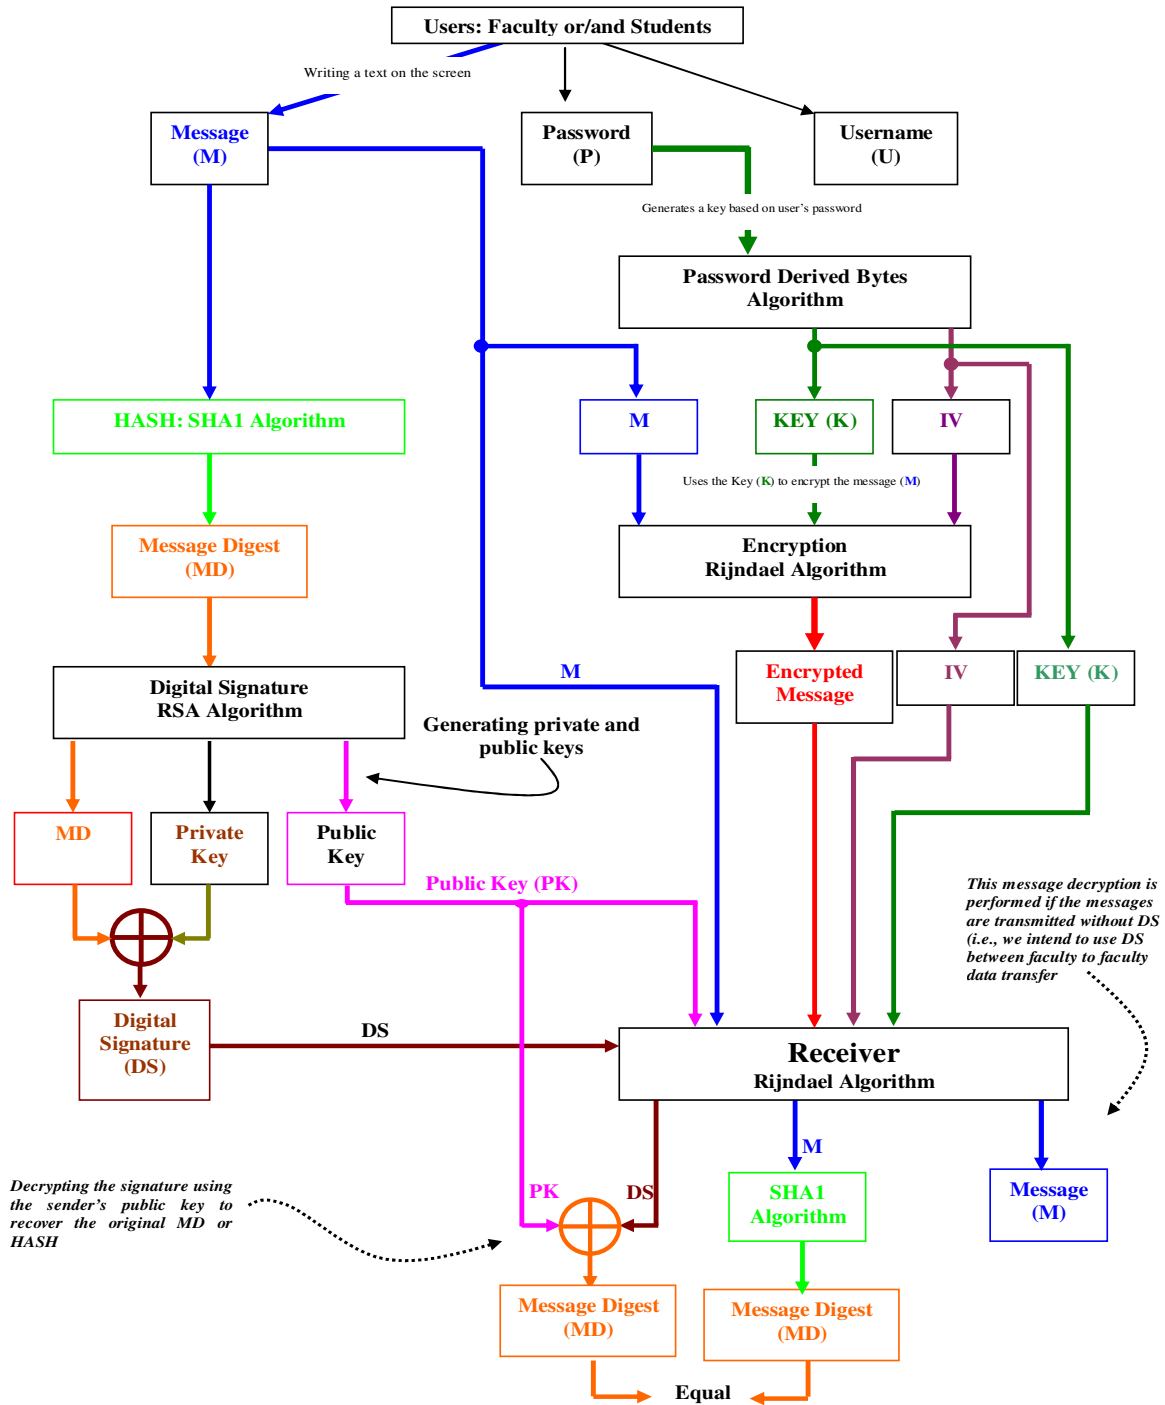 Users: Faculty or/and Students
Writing a text on the screen
Message
(M)
Password
(P)
Username
(U)
Generates a key based on user's password
Password Derived Bytes
Algorithm
HASH: SHA1 Algorithm
M
KEY (K)
IV
Uses the Key (K) to encrypt the message (M)
Message Digest
(MD)
Encryption
Rijndael Algorithm
Digital Signature
RSA Algorithm
M
Encrypted
Message
IV
KEY (K)
Generating private and
public keys
MD
Private
Key
Public
Key
Public Key (PK)
This message decryption is
performed if the messages
are transmitted without DS
(i.e., we intend to use DS
between faculty to faculty
data transfer
Digital
Signature
(DS)
DS
Receiver
Rijndael Algorithm
M
Decrypting the signature using
the sender's public key to
recover the original MD or
HASH
PK
DS
SHA1
Algorithm
Message
(M)
Message Digest
(MD)
Message Digest
(MD)
Equal